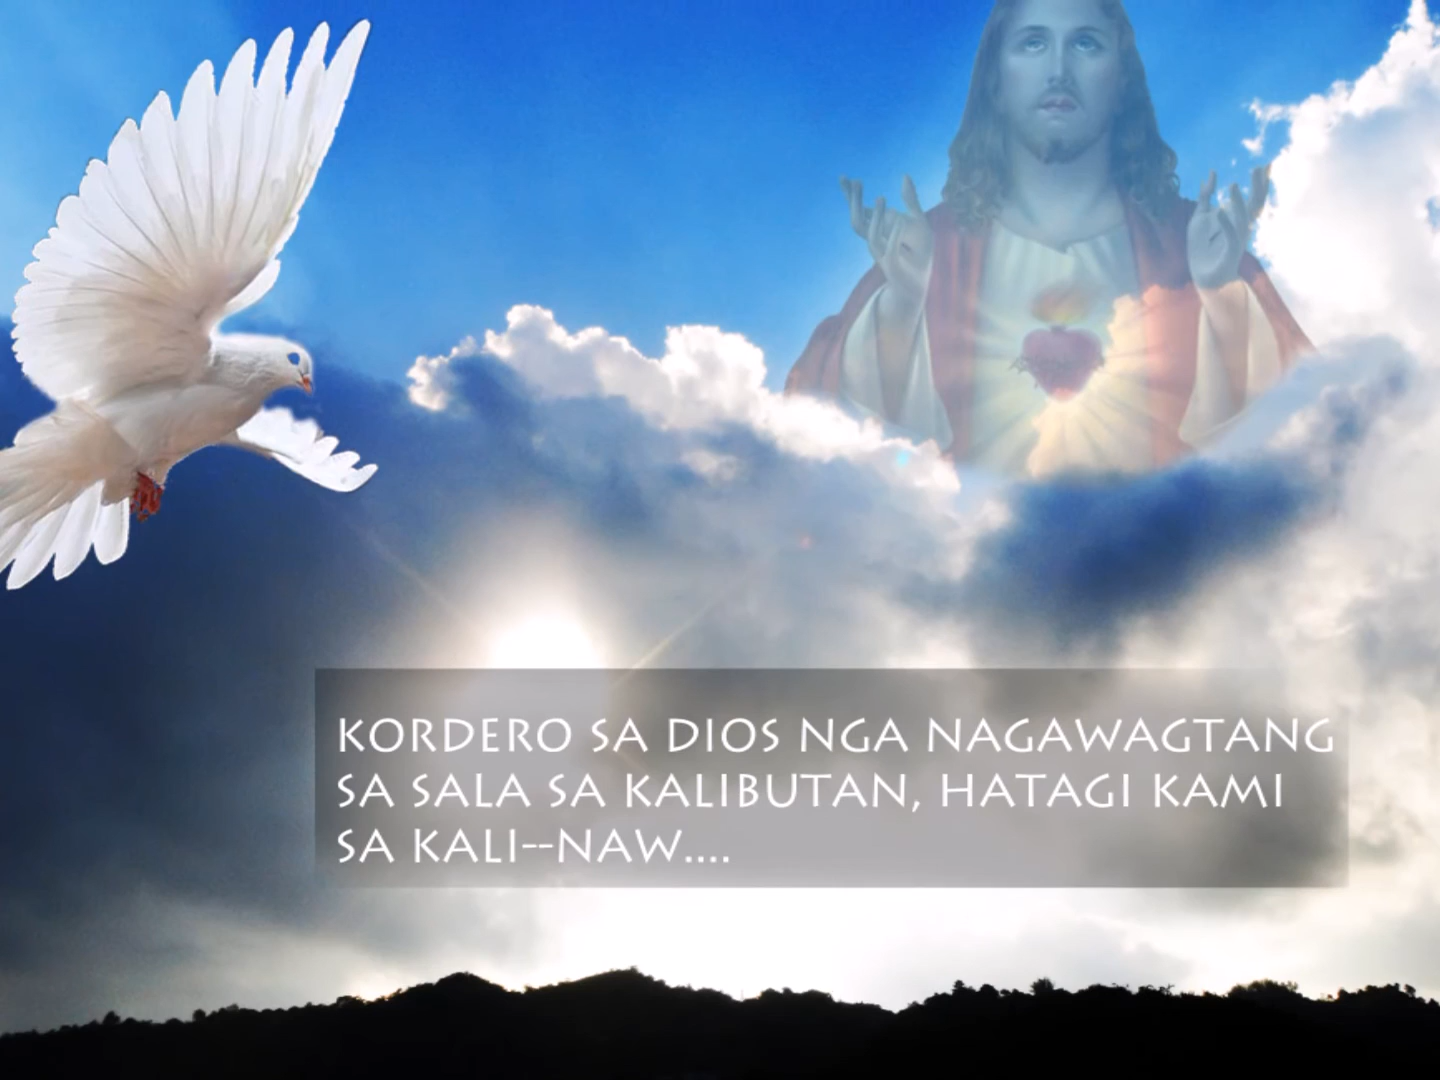 KORDERO SA DIOS NGA NAGAWAGTANG
SA SALA SA KALIBUTAN, HATAGI KAMI
SA KALI--NAW....